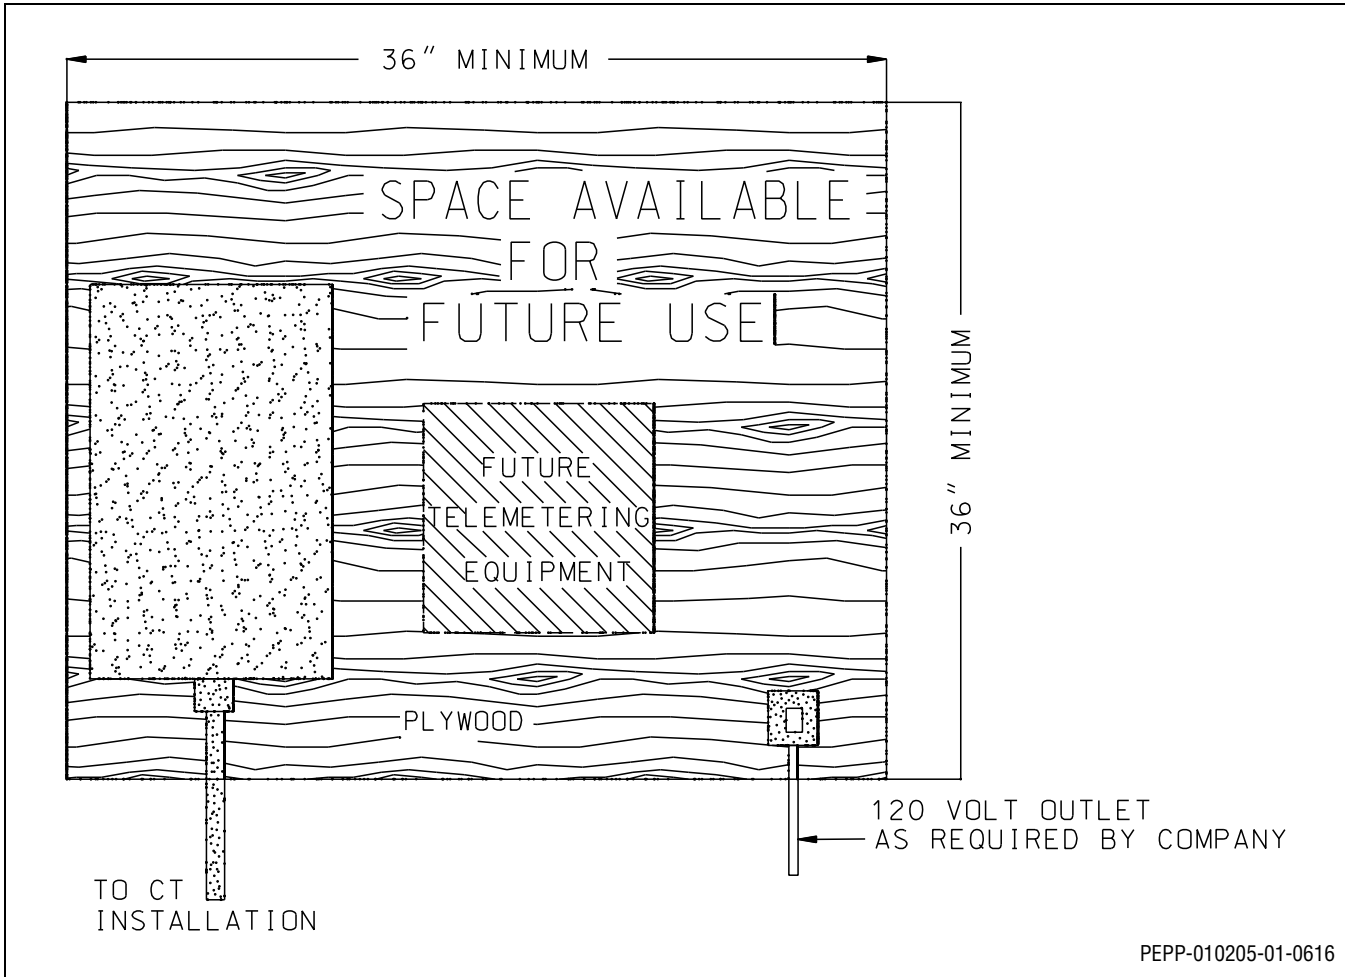 36″ MINIMUM
SPACE AVAILABLE
FOR
FUTURE USE
36″ MINIMUM
FUTURE
TELEMETERING
EQUIPMENT
PLYWOOD
120 VOLT OUTLET
AS REQUIRED BY COMPANY
TO CT
INSTALLATION
PEPP-010205-01-0616